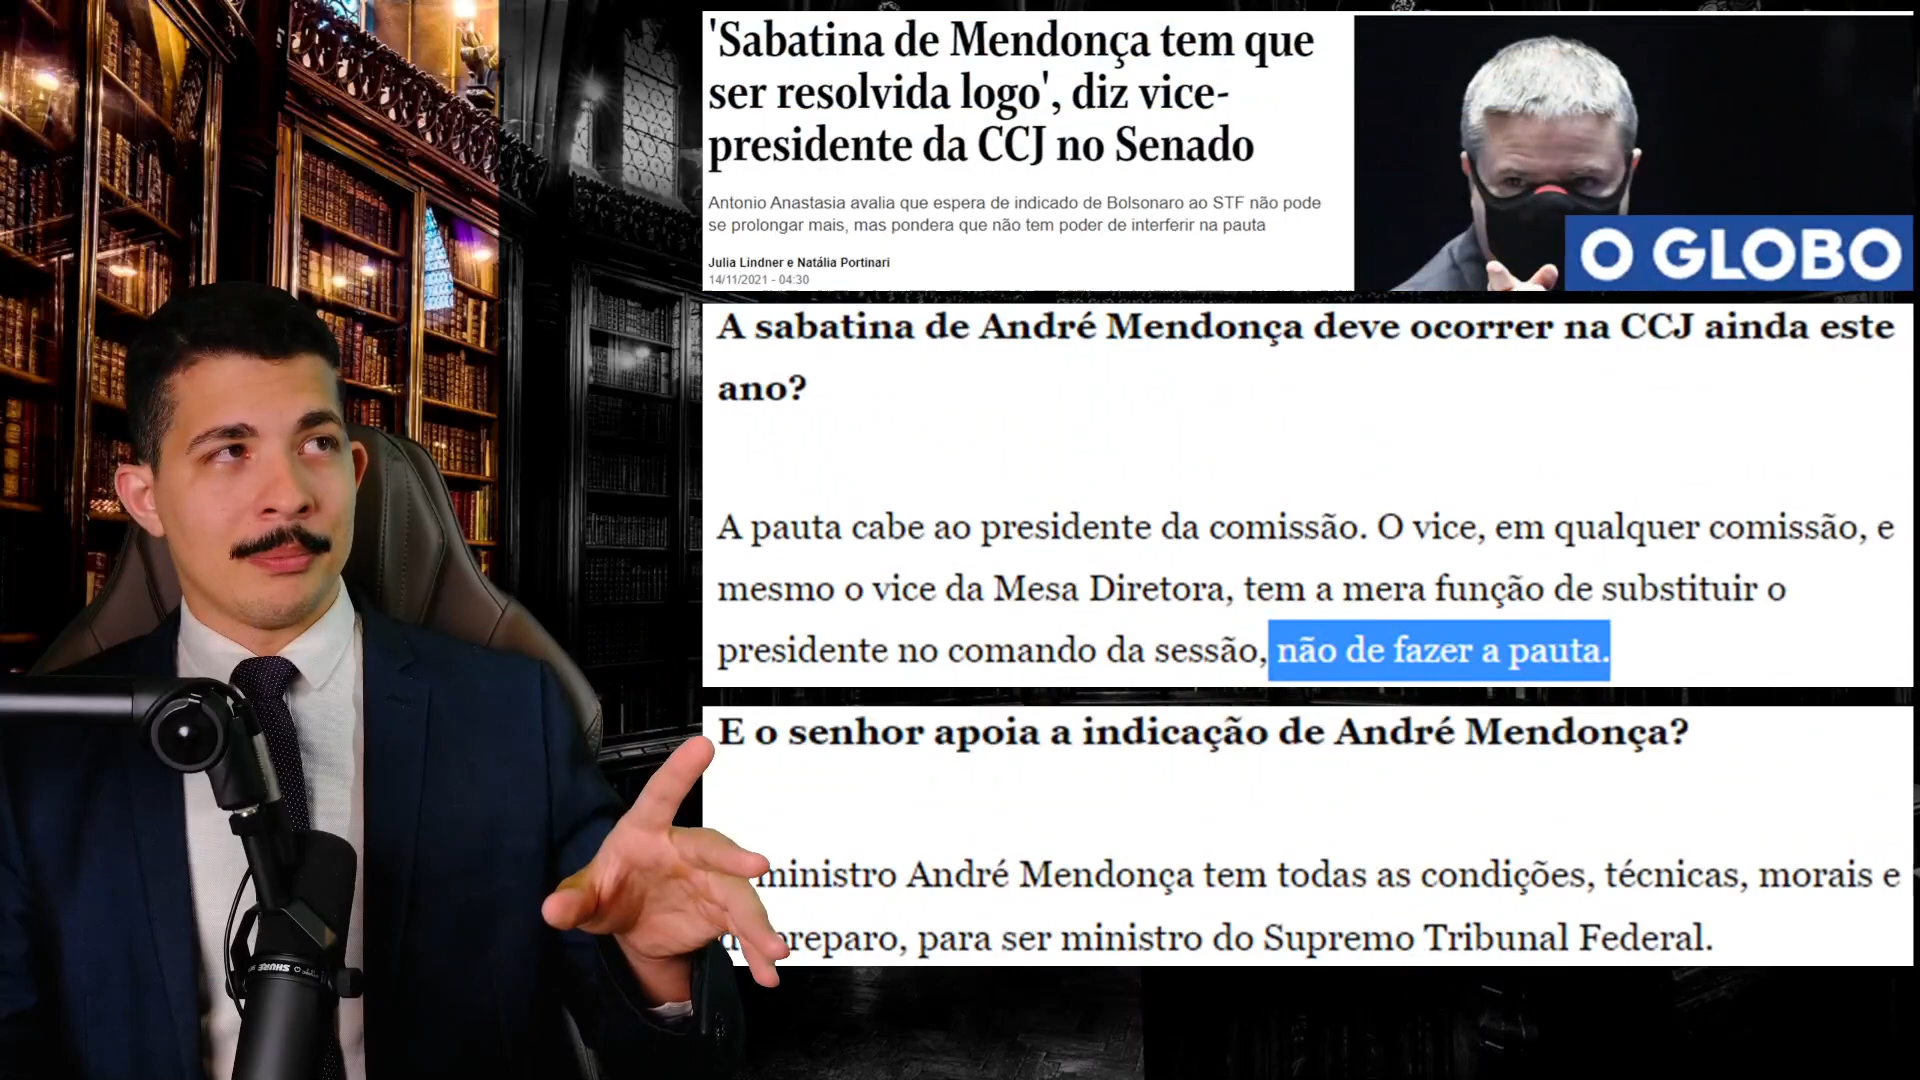 'Sabatina de Mendonça tem que
ser resolvida logo', diz vice-
presidente da CCJ no Senado
Antonio Anastasia avalia que espera de indicado de Bolsonaro ao STF não pode
se prolongar mais, mas pondera que não tem poder de interferir na pauta
Julia Lindner e Natália Portinari
14/11/2021 - 04:30
O GLOBO
A sabatina de André Mendonça deve ocorrer na CCJ ainda este
ano?
A pauta cabe ao presidente da comissão. O vice, em qualquer comissão, e
mesmo o vice da Mesa Diretora, tem a mera função de substituir o
presidente no comando da sessão, não de fazer a pauta.
E o senhor apoia a indicação de André Mendonça?
ministro André Mendonça tem todas as condições, técnicas, morais e
preparo, para ser ministro do Supremo Tribunal Federal.
SHURE